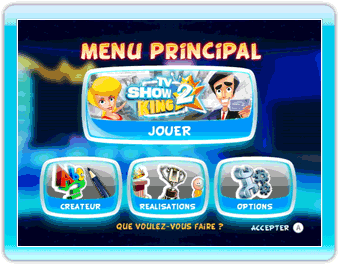 MENU PRINCIPAL
TV
SHOW
KING 2
JOUER
CREATEUR
REALISATIONS
OPTIONS
QUE VOULEZ-VOUS FAIRE ?
ACCEPTER A